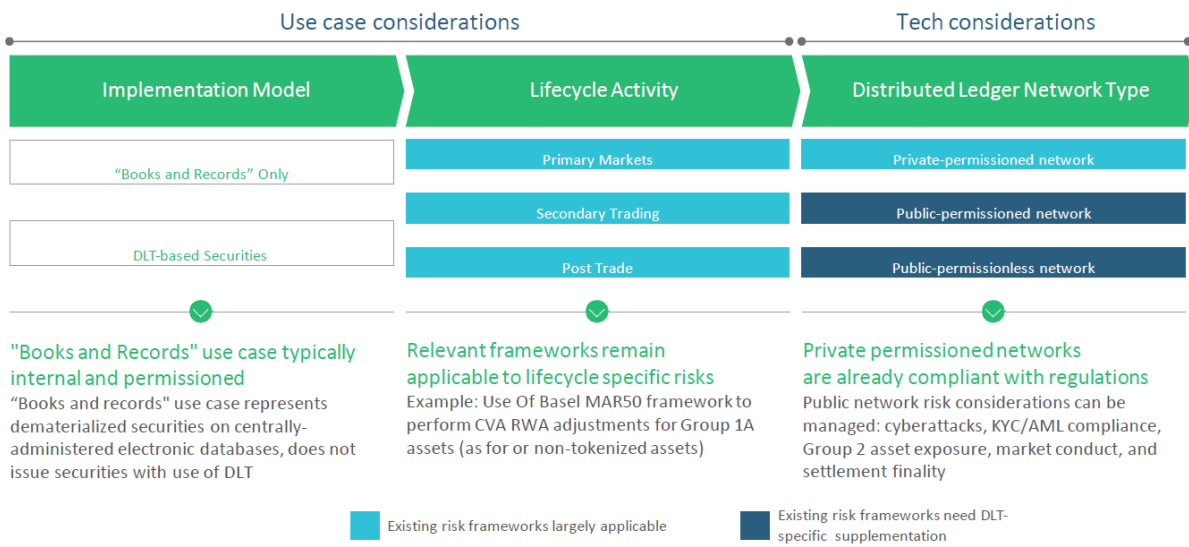 Use case considerations
Tech considerations
Implementation Model
Lifecycle Activity
Distributed Ledger Network Type
“Books and Records” Only
DLT-based Securities
Primary Markets
Secondary Trading
Post Trade
Private-permissioned network
Public-permissioned network
Public-permissionless network
"Books and Records" use case typically
internal and permissioned
“Books and records" use case represents
dematerialized securities on centrally-
administered electronic databases, does not
issue securities with use of DLT
Relevant frameworks remain
applicable to lifecycle specific risks
Example: Use Of Basel MAR50 framework to
perform CVA RWA adjustments for Group 1A
assets (as for or non-tokenized assets)
Private permissioned networks
are already compliant with regulations
Public network risk considerations can be
managed: cyberattacks, KYC/AML compliance,
Group 2 asset exposure, market conduct, and
settlement finality
Existing risk frameworks largely applicable
Existing risk frameworks need DLT-
specific supplementation